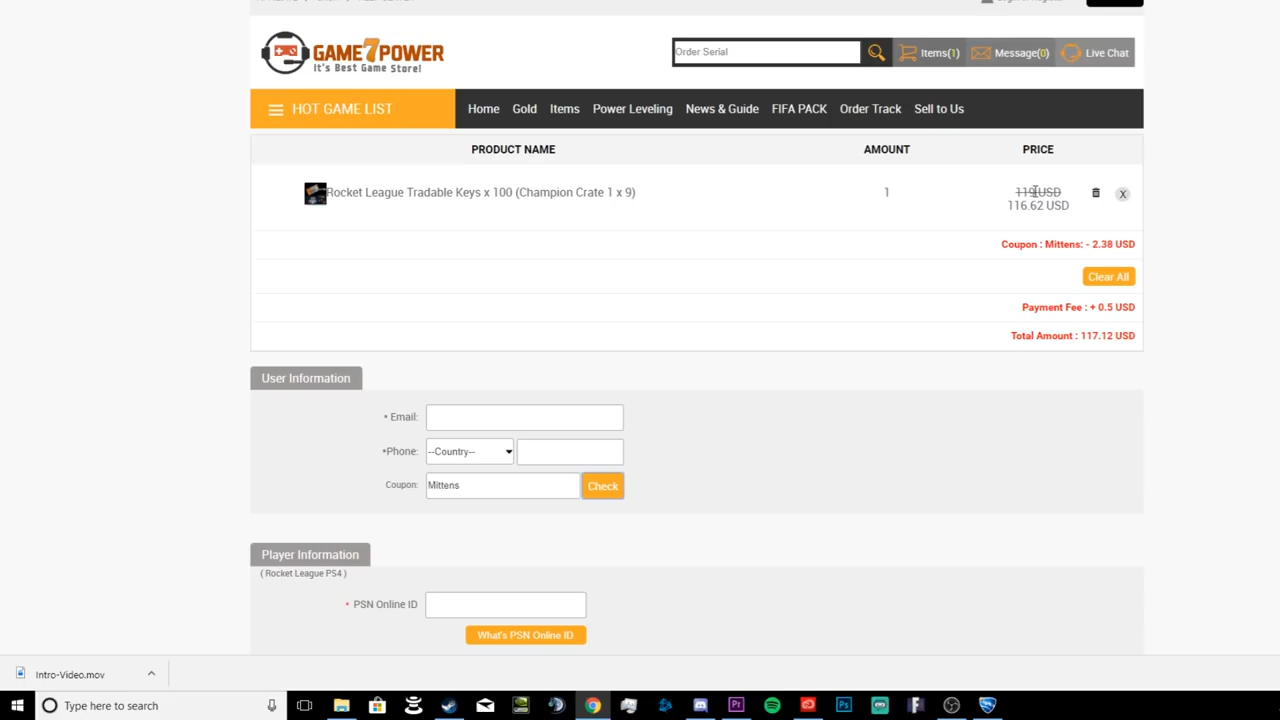 GAME7POWER
It's Best Game Store!
Order Serial
Items(1)
Message(0)
Live Chat
HOT GAME LIST
Home
Gold
Items
Power Leveling
News & Guide
FIFA PACK
Order Track
Sell to Us
PRODUCT NAME
AMOUNT
PRICE
Rocket League Tradable Keys x 100 (Champion Crate 1 x 9)
1
119 USD
116.62 USD
X
Coupon : Mittens: - 2.38 USD
Clear All
Payment Fee : + 0.5 USD
Total Amount : 117.12 USD
User Information
* Email:
*Phone:
--Country--
Coupon:
Mittens
Check
Player Information
( Rocket League PS4 )
* PSN Online ID
What's PSN Online ID
Intro-Video.mov
Type here to search